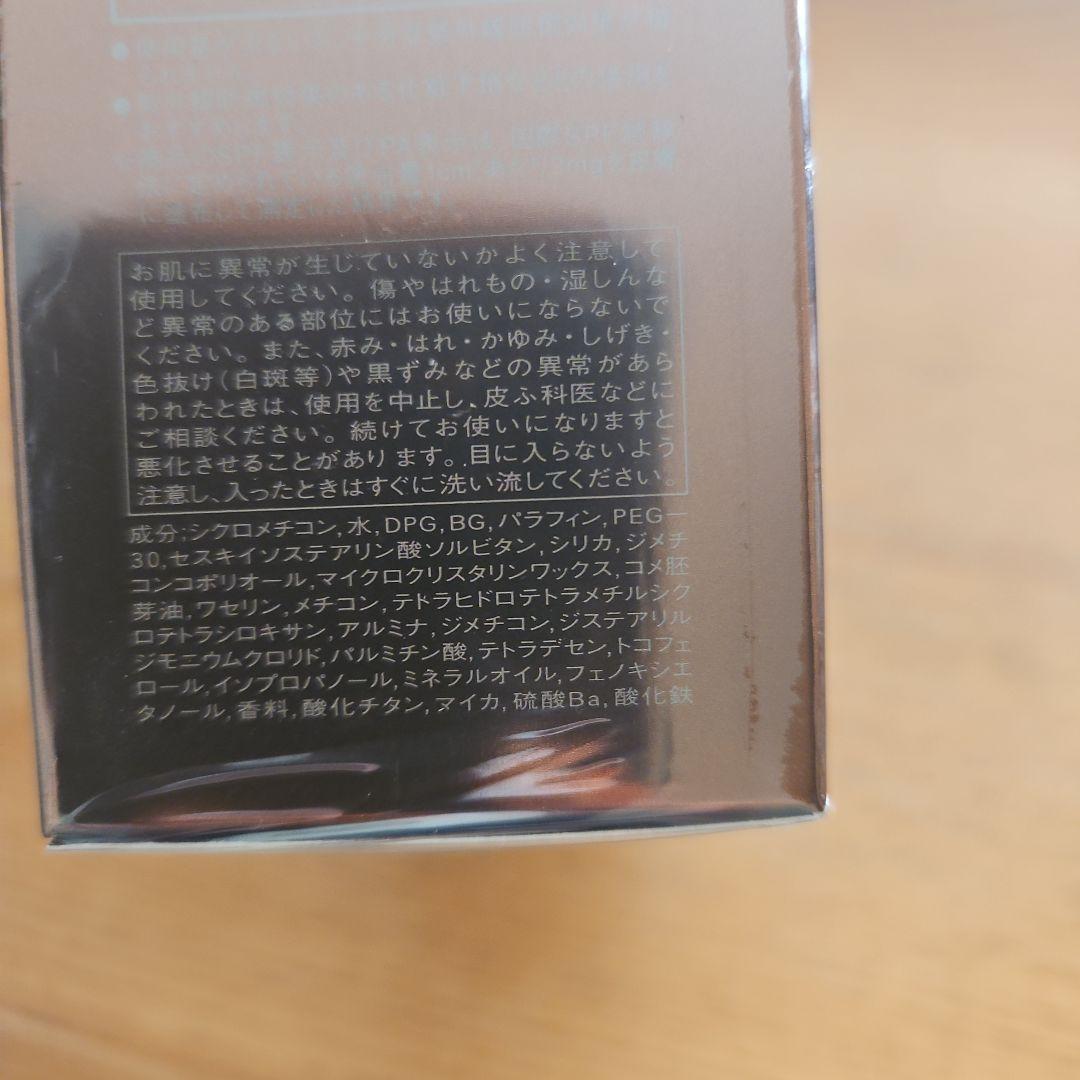 お肌に異常が生じていないかよく注意して
使用してください。傷やはれもの・湿しんな
ど異常のある部位にはお使いにならないで
ください。また、赤み・はれ・かゆみ・しげき・
色抜け(白斑等)や黒ずみなどの異常があら
われたときは、使用を中止し、皮ふ科医などに
ご相談ください。続けてお使いになりますと
悪化させることがあります。目に入らないよう
注意し、入ったときはすぐに洗い流してください。
成分:シクロメチコン,水,DPG,BG,パラフィン,PEG-
30,セスキイソステアリン酸ソルビタン,シリカ,ジメチ
コンコポリオール,マイクロクリスタリンワックス,コメ胚
芽油,ワセリン,メチコン,テトラヒドロテトラメチルシク
ロテトラシロキサン,アルミナ,ジメチコン,ジステアリル
ジモニウムクロリド,パルミチン酸,テトラデセン,トコフェ
ロール,イソプロパノール,ミネラルオイル,フェノキシエ
タノール,香料,酸化チタン,マイカ,硫酸Ba,酸化鉄